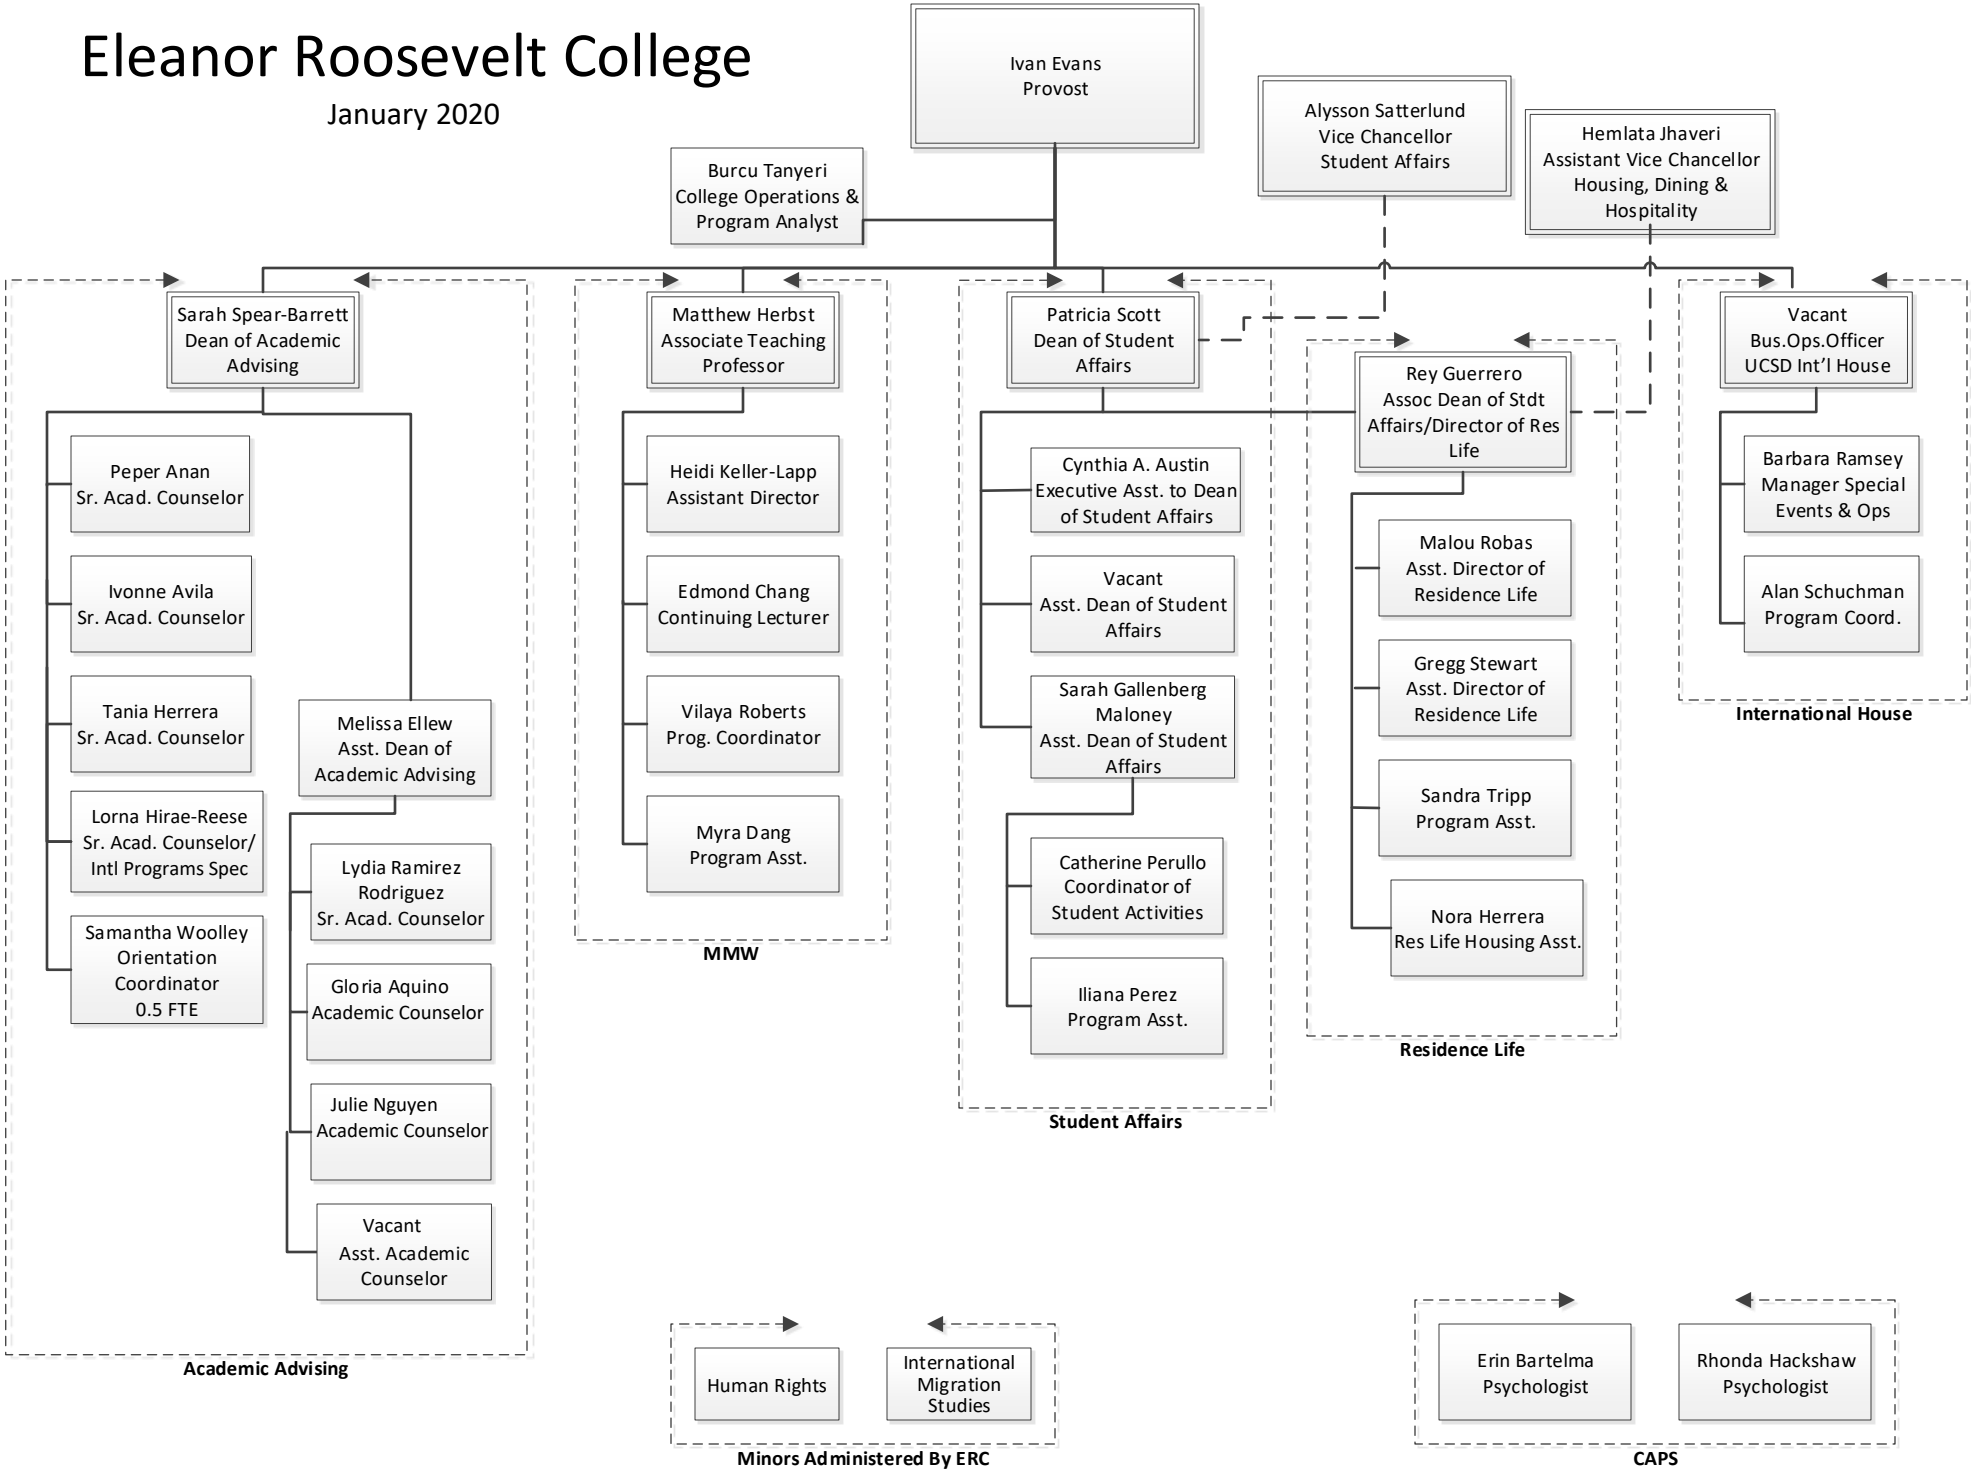 Eleanor Roosevelt College
January 2020
Ivan Evans
Provost
Alysson Satterlund
Vice Chancellor
Student Affairs
Hemlata Jhaveri
Assistant Vice Chancellor
Housing, Dining &
Hospitality
Burcu Tanyeri
College Operations &
Program Analyst
Sarah Spear-Barrett
Dean of Academic
Advising
Peper Anan
Sr. Acad. Counselor
Ivonne Avila
Sr. Acad. Counselor
Tania Herrera
Sr. Acad. Counselor
Lorna Hirae-Reese
Sr. Acad. Counselor/
Intl Programs Spec
Samantha Woolley
Orientation
Coordinator
0.5 FTE
Melissa Ellew
Asst. Dean of
Academic Advising
Lydia Ramirez
Rodriguez
Sr. Acad. Counselor
Gloria Aquino
Academic Counselor
Julie Nguyen
Academic Counselor
Vacant
Asst. Academic
Counselor
Academic Advising
Matthew Herbst
Associate Teaching
Professor
Heidi Keller-Lapp
Assistant Director
Edmond Chang
Continuing Lecturer
Vilaya Roberts
Prog. Coordinator
Myra Dang
Program Asst.
MMW
Patricia Scott
Dean of Student
Affairs
Cynthia A. Austin
Executive Asst. to Dean
of Student Affairs
Vacant
Asst. Dean of Student
Affairs
Sarah Gallenberg
Maloney
Asst. Dean of Student
Affairs
Catherine Perullo
Coordinator of
Student Activities
Iliana Perez
Program Asst.
Student Affairs
Rey Guerrero
Assoc Dean of Stdt
Affairs/Director of Res
Life
Malou Robas
Asst. Director of
Residence Life
Gregg Stewart
Asst. Director of
Residence Life
Sandra Tripp
Program Asst.
Nora Herrera
Res Life Housing Asst.
Residence Life
Vacant
Bus.Ops.Officer
UCSD Int’l House
Barbara Ramsey
Manager Special
Events & Ops
Alan Schuchman
Program Coord.
International House
Human Rights
International
Migration
Studies
Minors Administered By ERC
Erin Bartelma
Psychologist
Rhonda Hackshaw
Psychologist
CAPS